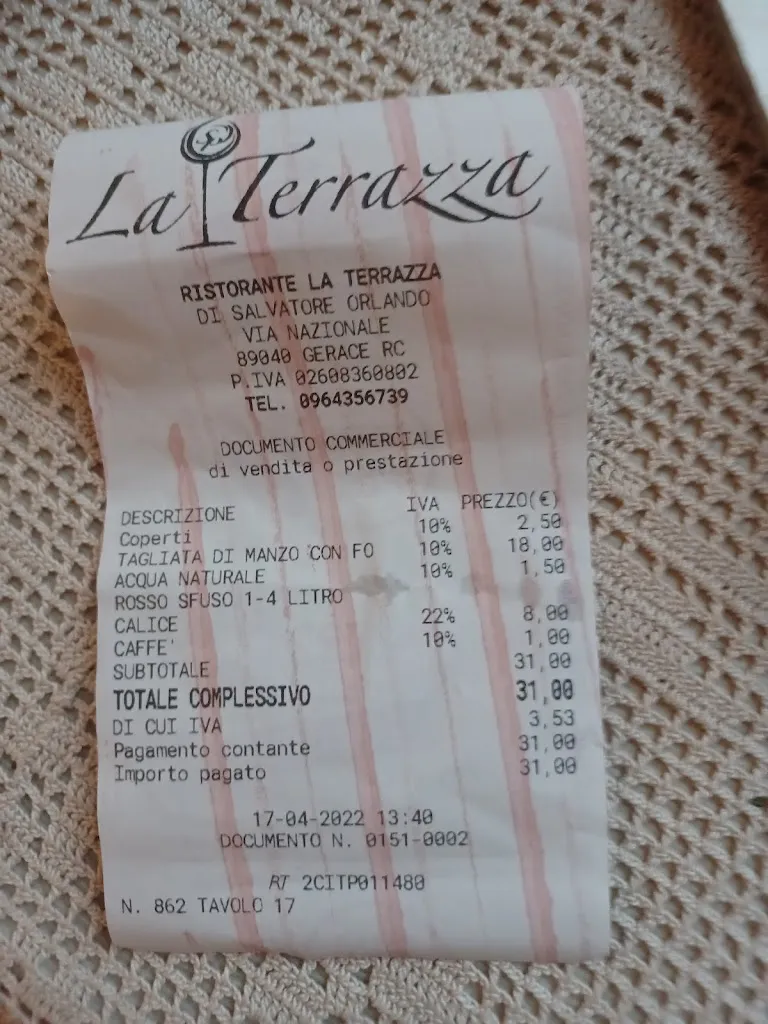 La Terrazza
RISTORANTE LA TERRAZZA
DI SALVATORE ORLANDO
VIA NAZIONALE
89040 GERACE RC
P.IVA 02608360802
TEL. 0964356739
DOCUMENTO COMMERCIALE
di vendita o prestazione
DESCRIZIONE IVA PREZZO(€)
Coperti 10% 2,50
TAGLIATA DI MANZO CON FO 10% 18,00
ACQUA NATURALE 10% 1,50
ROSSO SFUSO 1-4 LITRO
CALICE 22% 8,00
CAFFE' 10% 1,00
SUBTOTALE 31,00
TOTALE COMPLESSIVO 31,00
DI CUI IVA 3,53
Pagamento contante 31,00
Importo pagato 31,00
17-04-2022 13:40
DOCUMENTO N. 0151-0002
RT 2CITP011480
N. 862 TAVOLO 17